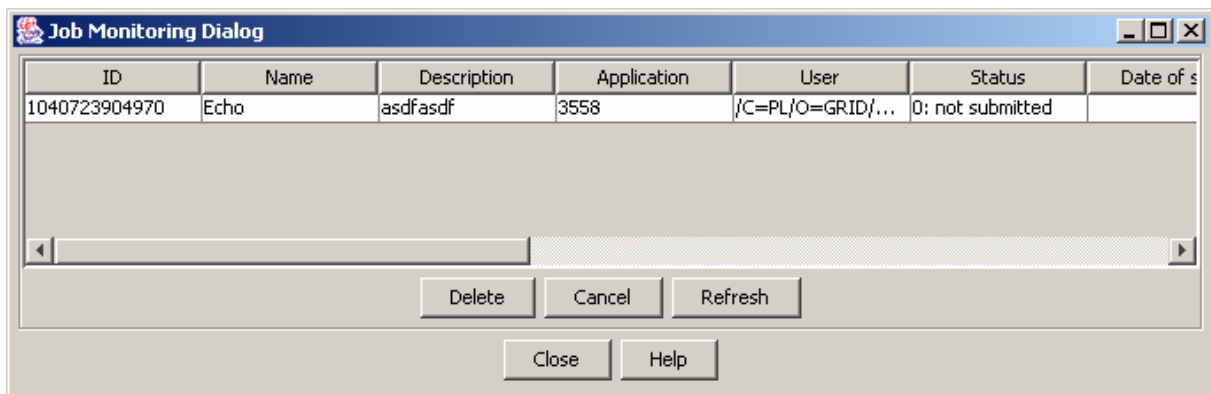 Job Monitoring Dialog
ID Name Description Application User Status Date of s
1040723904970 Echo asdfasdf 3558 /C=PL/O=GRID/... 0: not submitted
Delete Cancel Refresh
Close Help